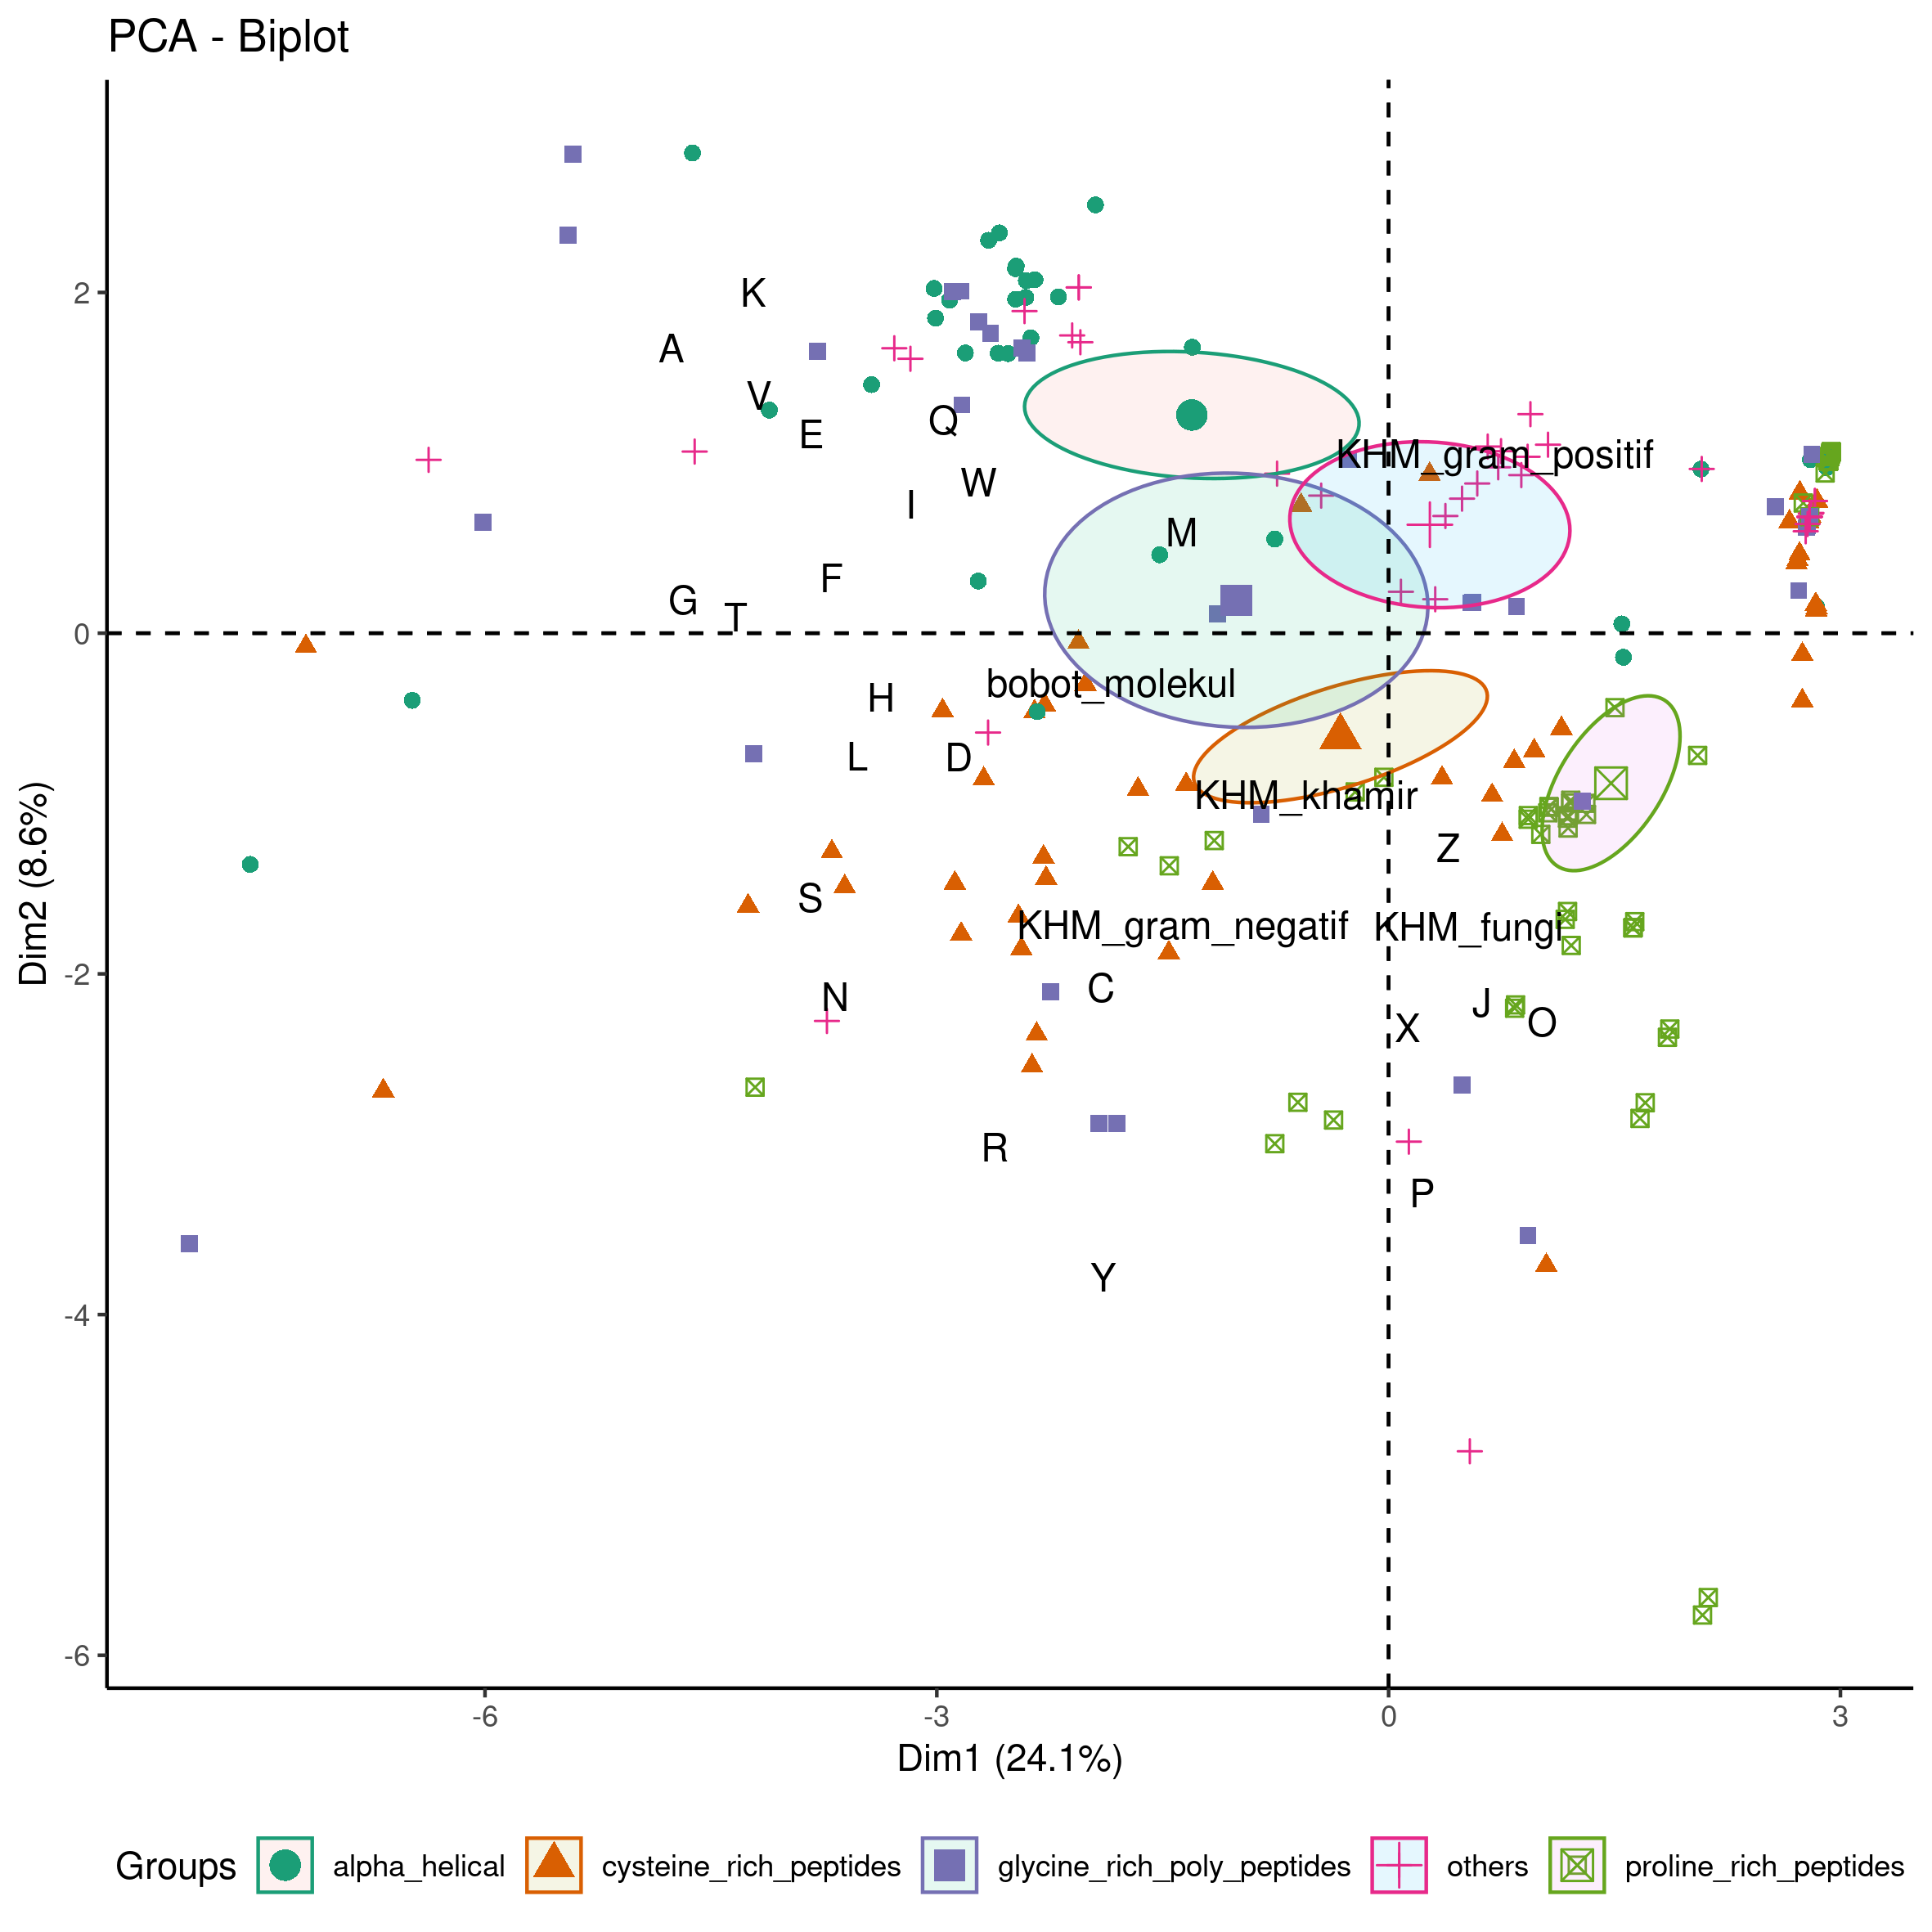 PCA - Biplot
K
A
V
E
Q
KHM_gram_positif
W
I
M
F
G
T
bobot_molekul
H
L
D
KHM_khamir
Z
S
KHM_gram_negatif
KHM_fungi
N
C
J
O
X
R
P
Y
2
0
-2
-4
-6
Dim2 (8.6%)
-6
-3
0
3
Dim1 (24.1%)
Groups alpha_helical cysteine_rich_peptides glycine_rich_poly_peptides others proline_rich_peptides